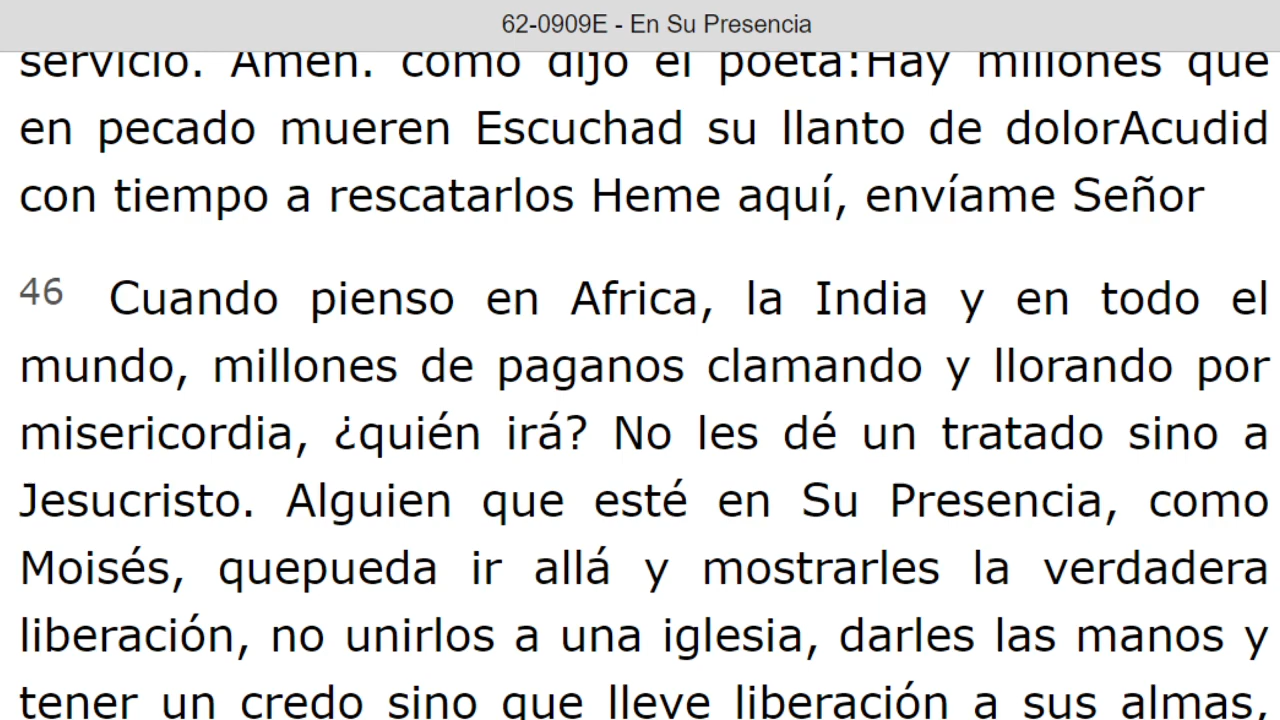 62-0909E - En Su Presencia
servicio. Amén. como dijo el poeta:Hay millones que
en pecado mueren Escuchad su llanto de dolorAcudid
con tiempo a rescatarlos Heme aquí, envíame Señor
46 Cuando pienso en Africa, la India y en todo el
mundo, millones de paganos clamando y llorando por
misericordia, ¿quién irá? No les dé un tratado sino a
Jesucristo. Alguien que esté en Su Presencia, como
Moisés, quepueda ir allá y mostrarles la verdadera
liberación, no unirlos a una iglesia, darles las manos y
tener un credo sino que lleve liberación a sus almas,